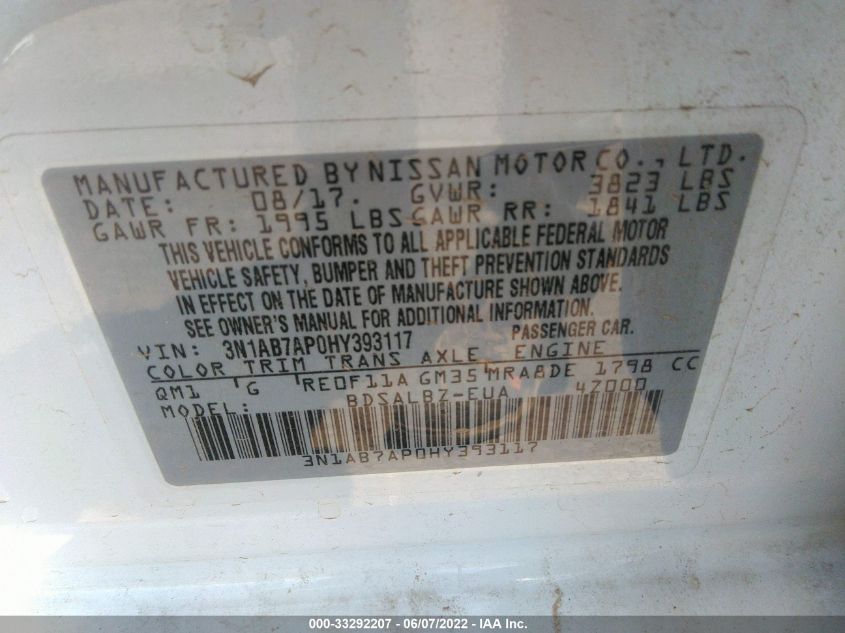 MANUFACTURED BY NISSAN MOTOR CO., LTD.
DATE: 08/17. GVWR: 3823 LBS
GAWR FR: 1995 LBS GAWR RR: 1841 LBS
THIS VEHICLE CONFORMS TO ALL APPLICABLE FEDERAL MOTOR
VEHICLE SAFETY, BUMPER AND THEFT PREVENTION STANDARDS
IN EFFECT ON THE DATE OF MANUFACTURE SHOWN ABOVE.
SEE OWNER'S MANUAL FOR ADDITIONAL INFORMATION.
VIN: 3N1AB7AP0HY393117 PASSENGER CAR.
COLOR TRIM TRANS AXLE ENGINE
QM1 G RE0F11A GM35 MRA8DE 1798 CC
MODEL: BDSALBZ-EUA 4Z000
3N1AB7AP0HY393117
000-33292207 - 06/07/2022 - IAA Inc.